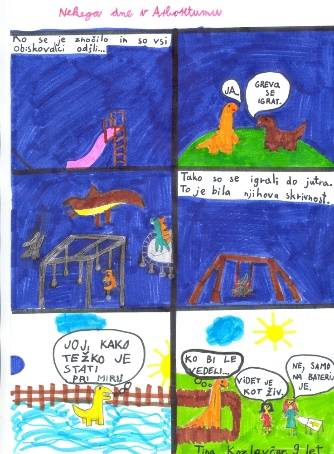 Nekega dne v Arboretumu
Ko se je znočilo in so vsi
obiskovalci odšli...
JA.
GREVA
SE
IGRAT.
Tako so se igrali do jutra.
To je bila njihova skrivnost.
JOJ, KAKO
TEŽKO JE
STATI
PRI MIRU!
KO BI LE
VEDELI...
VIDET JE
KOT ŽIV.
NE, SAMO
NA BATERIJE
JE.
Tina Kozlevčar 9 let